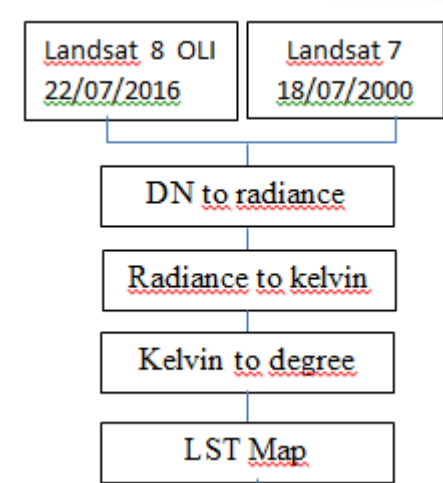 Landsat 8 OLI
22/07/2016
Landsat 7
18/07/2000
DN to radiance
Radiance to kelvin
Kelvin to degree
LST Map